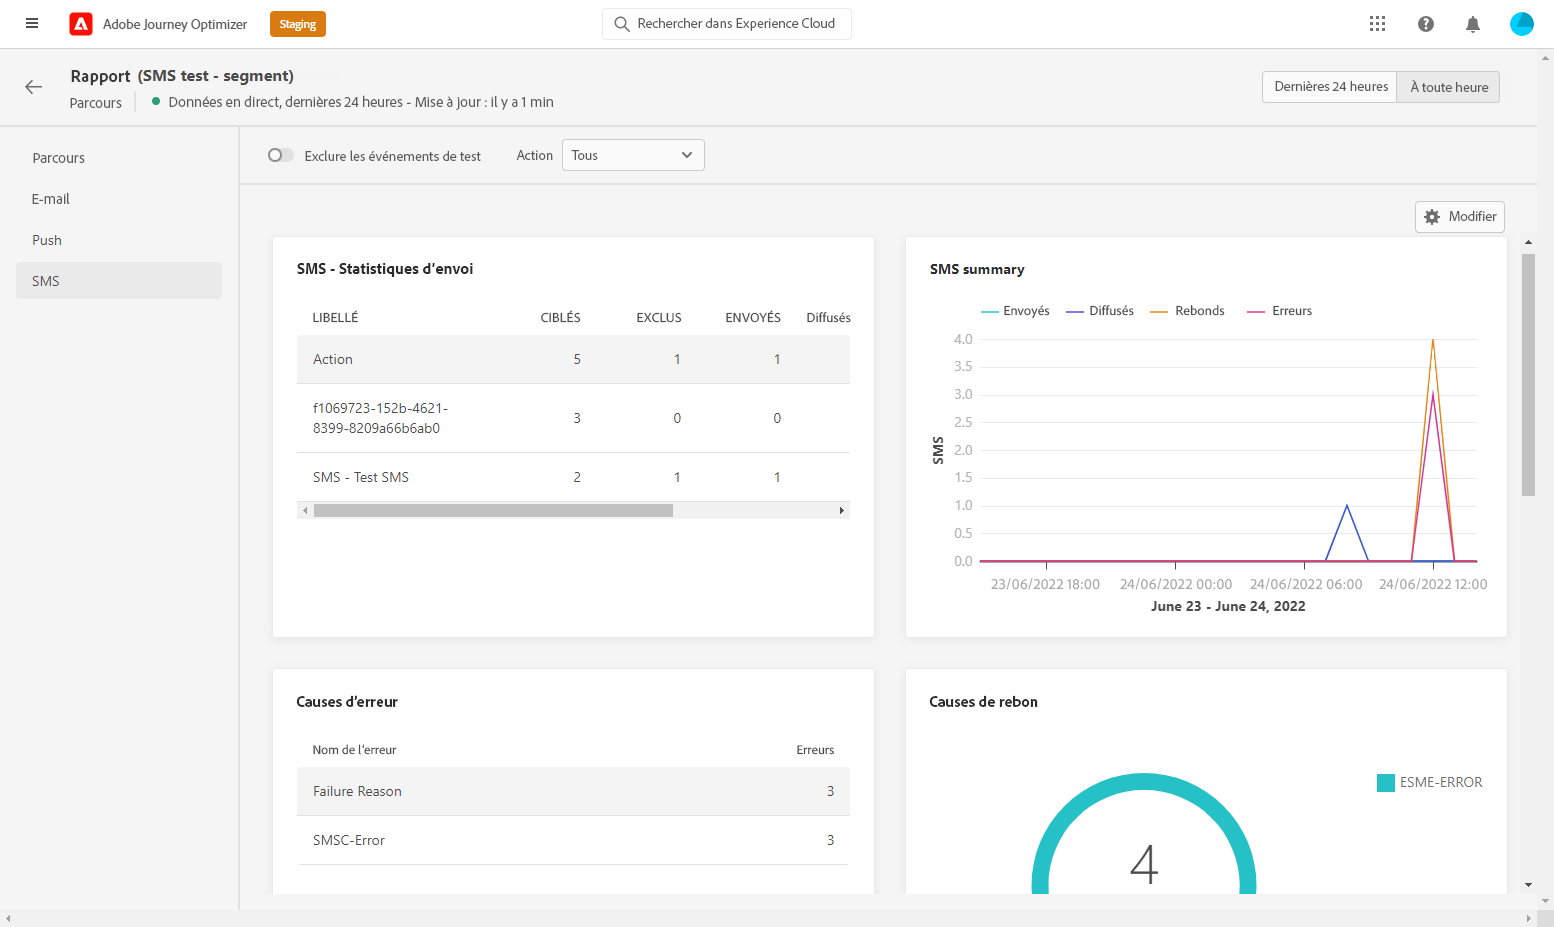 Adobe Journey Optimizer
Staging
Rechercher dans Experience Cloud
Rapport (SMS test - segment)
Parcours
Données en direct, dernières 24 heures - Mise à jour : il y a 1 min
Dernières 24 heures
À toute heure
Parcours
E-mail
Push
SMS
Exclure les événements de test
Action
Tous
Modifier
SMS - Statistiques d'envoi
LIBELLÉ CIBLÉS EXCLUS ENVOYÉS Diffusés
Action 5 1 1
f1069723-152b-4621-
8399-8209a66b6ab0
3 0 0
SMS - Test SMS 2 1 1
SMS summary
Envoyés Diffusés Rebonds Erreurs
4.0
3.5
3.0
2.5
2.0
1.5
1.0
0.5
0.0
SMS
23/06/2022 18:00 24/06/2022 00:00 24/06/2022 06:00 24/06/2022 12:00
June 23 - June 24, 2022
Causes d'erreur
Nom de l'erreur Erreurs
Failure Reason 3
SMSC-Error 3
Causes de rebon
ESME-ERROR
4